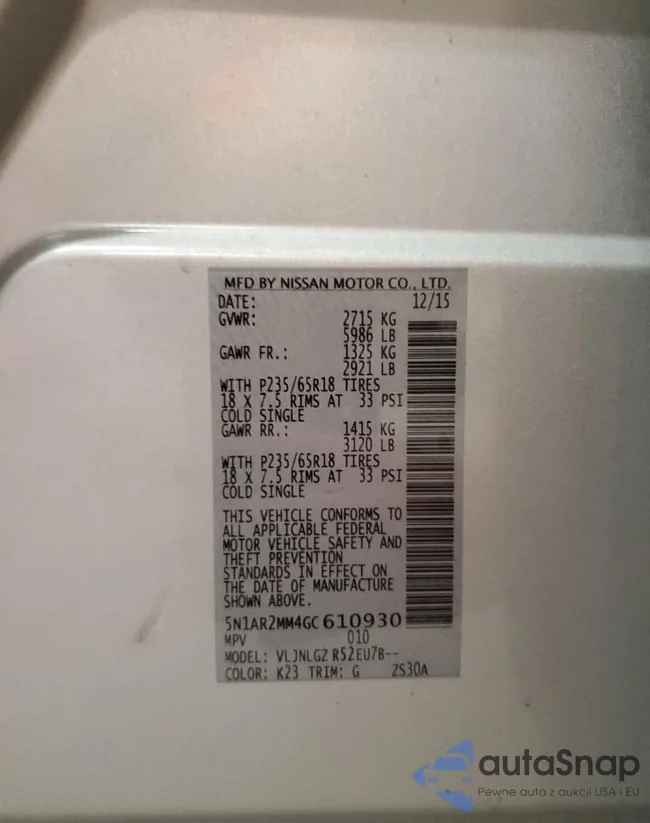 MFD BY NISSAN MOTOR CO., LTD.
DATE: 12/15
GVWR: 2715 KG
5986 LB
GAWR FR.: 1325 KG
2921 LB
WITH P235/65R18 TIRES
18 X 7.5 RIMS AT 33 PSI
COLD SINGLE
GAWR RR.: 1415 KG
3120 LB
WITH P235/65R18 TIRES
18 X 7.5 RIMS AT 33 PSI
COLD SINGLE
THIS VEHICLE CONFORMS TO
ALL APPLICABLE FEDERAL
MOTOR VEHICLE SAFETY AND
THEFT PREVENTION
STANDARDS IN EFFECT ON
THE DATE OF MANUFACTURE
SHOWN ABOVE.
5N1AR2MM4GC610930
MPV 010
MODEL: VLJNLGZ R52EU7B--
COLOR: K23 TRIM: G ZS30A
autaSnap
Pewne auta z aukcji USA i EU